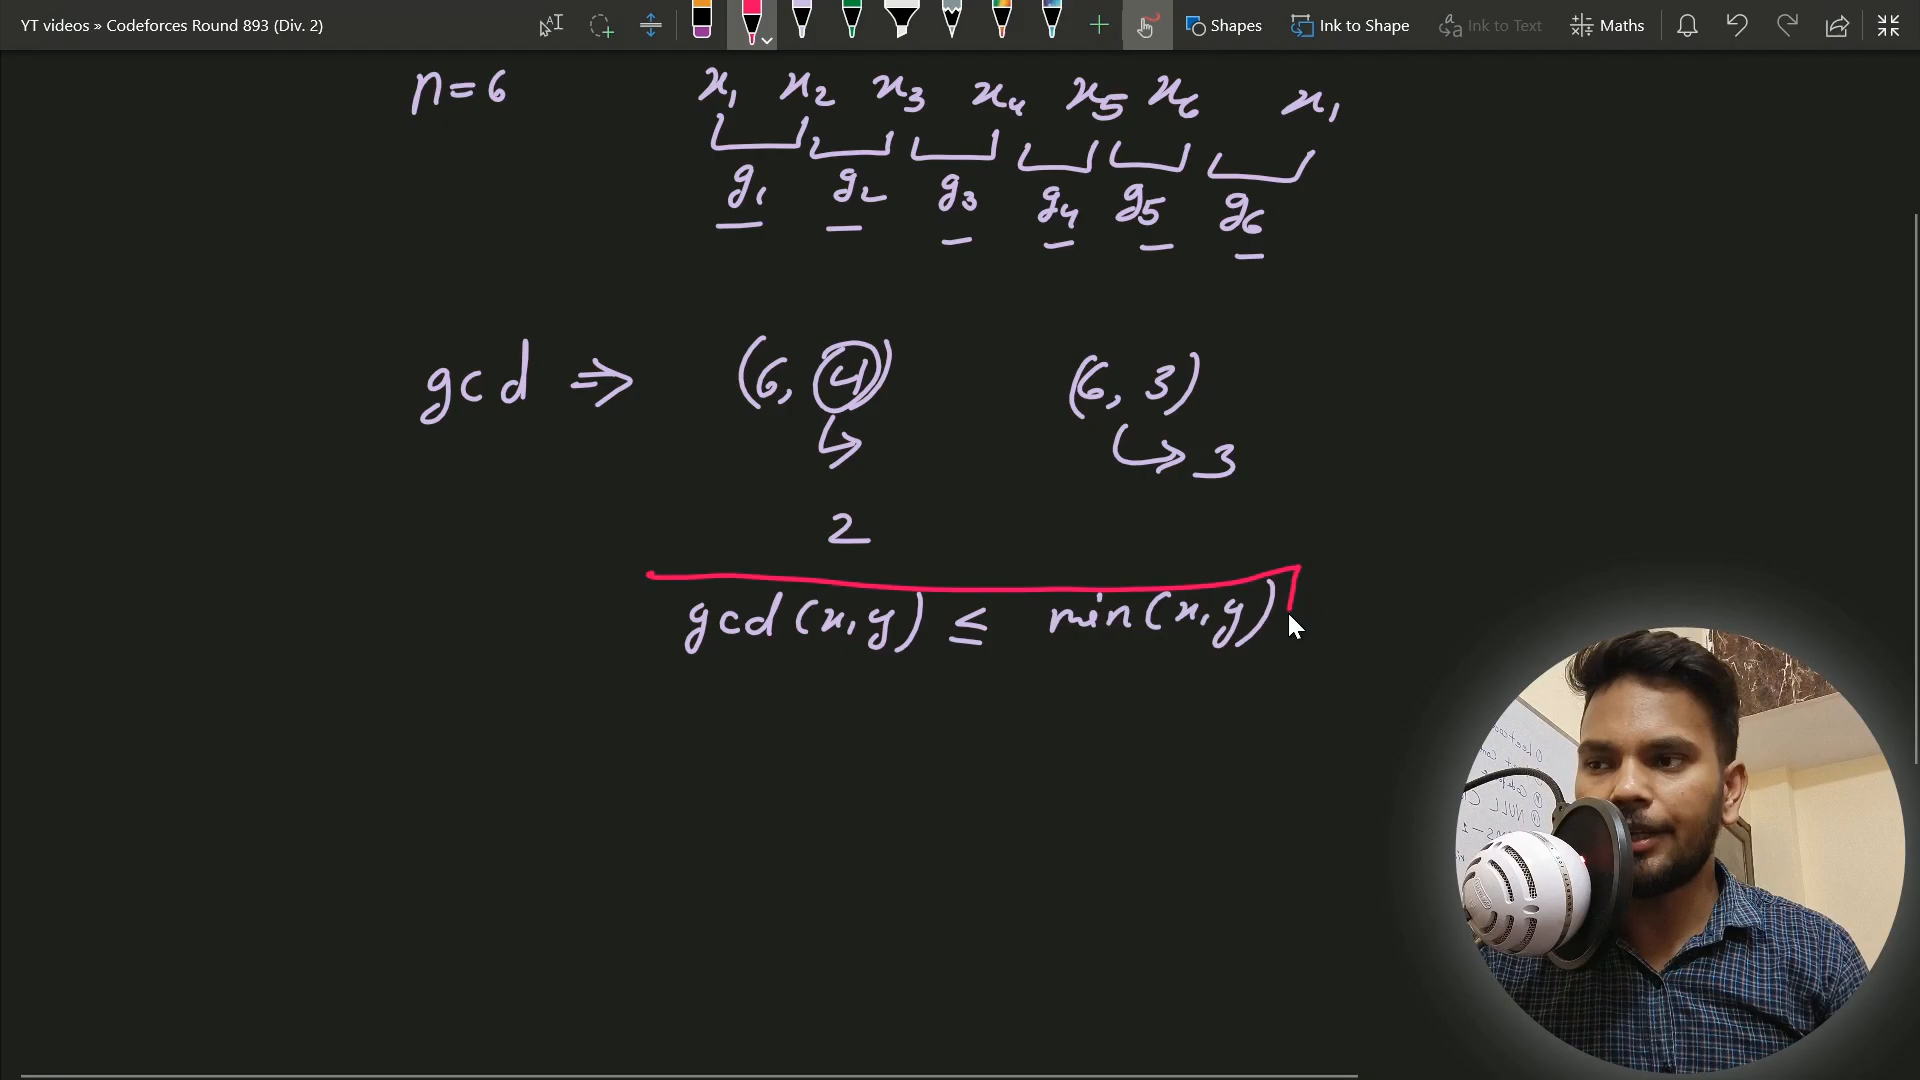 YT videos » Codeforces Round 893 (Div. 2)
Shapes Ink to Shape Ink to Text Maths
n=6 x1 x2 x3 x4 x5 x6 x1
g1 g2 g3 g4 g5 g6
gcd ⇒ (6, 4) (6, 3)
3
2
gcd(x,y) ≤ min(x,y)